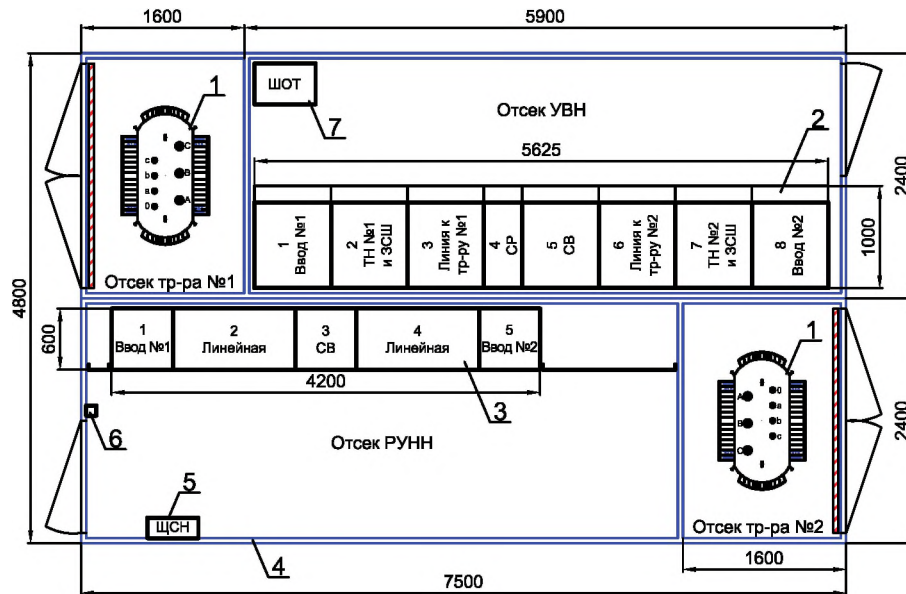 1600
5900
ШОТ
7
1
Отсек УВН
2
5625
C
B
A
c
b
a
0
2400
4800
1
Ввод №1
2
ТН №1
и ЗСШ
3
Линия к
тр-ру №1
4
СР
5
СВ
6
Линия к
тр-ру №2
7
ТН №2
и ЗСШ
8
Ввод №2
1000
Отсек тр-ра №1
600
1
Ввод №1
2
Линейная
3
СВ
4
Линейная
5
Ввод №2
4200
3
1
A
B
C
0
a
b
c
2400
6
Отсек РУНН
5
ЩСН
4
Отсек тр-ра №2
1600
7500